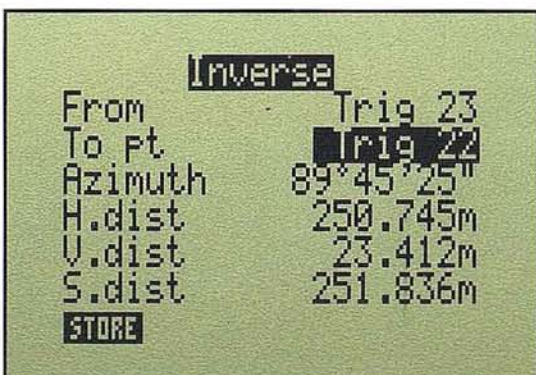 Inverse
From Trig 23
To pt Trig 22
Azimuth 89°45'25"
H.dist 250.745m
V.dist 23.412m
S.dist 251.836m
STORE